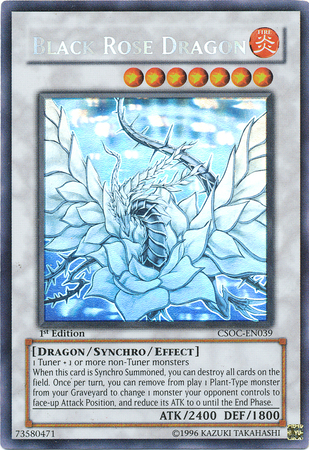 BLACK ROSE DRAGON
FIRE
炎
1st Edition
CSOC-EN039
[DRAGON/SYNCHRO/EFFECT]
1 Tuner + 1 or more non-Tuner monsters
When this card is Synchro Summoned, you can destroy all cards on the
field. Once per turn, you can remove from play 1 Plant-Type monster
from your Graveyard to change 1 monster your opponent controls to
face-up Attack Position, and reduce its ATK to 0 until the End Phase.
ATK/2400 DEF/1800
73580471
©1996 KAZUKI TAKAHASHI